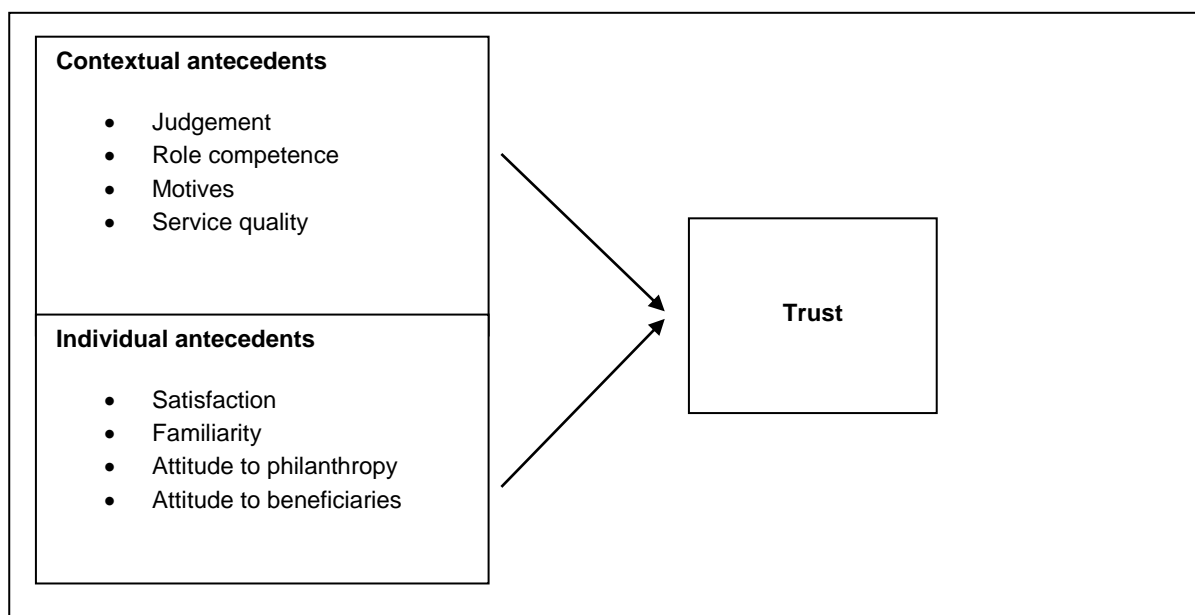 Contextual antecedents
• Judgement
• Role competence
• Motives
• Service quality
Individual antecedents
• Satisfaction
• Familiarity
• Attitude to philanthropy
• Attitude to beneficiaries
Trust